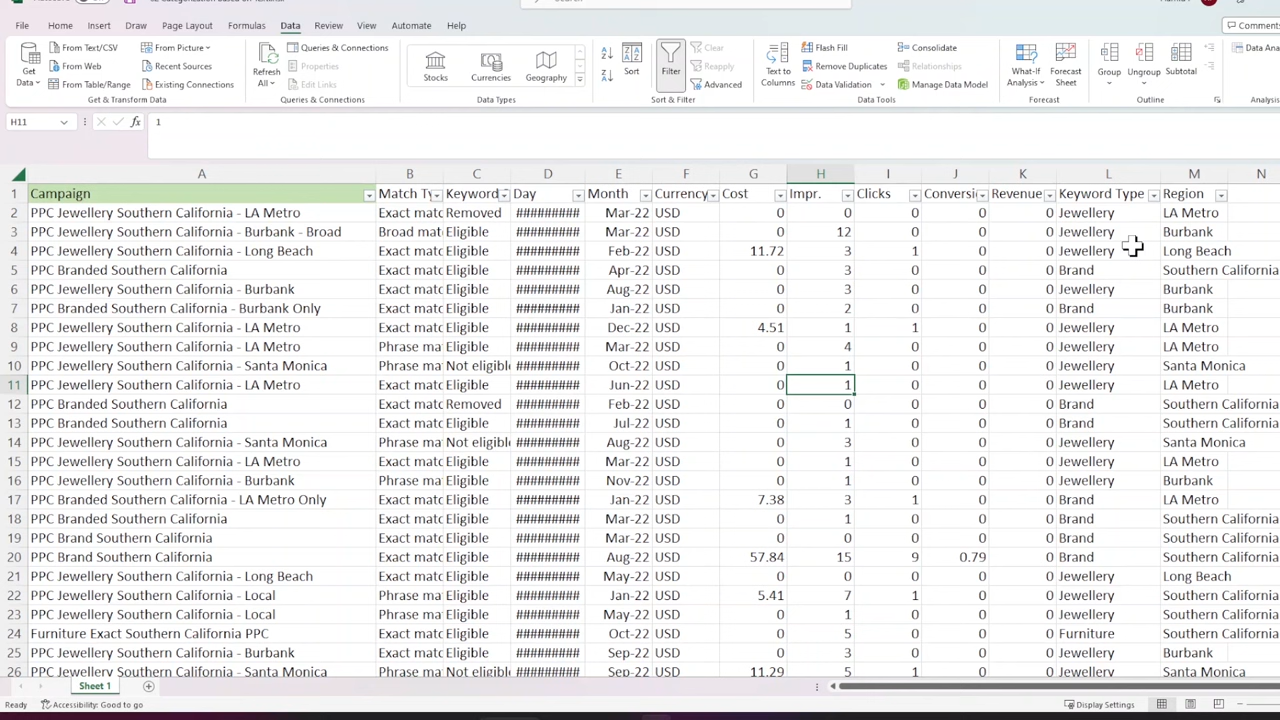 File Home Insert Draw Page Layout Formulas Data Review View Automate Help Comments
Get Data From Text/CSV From Picture Refresh All Queries & Connections Stocks Currencies Geography Sort Filter Clear Text to Columns Flash Fill Consolidate What-If Analysis Forecast Sheet Group Ungroup Subtotal
From Web Recent Sources Properties Reapply Remove Duplicates Relationships
From Table/Range Existing Connections Edit Links Advanced Data Validation Manage Data Model
Get & Transform Data Queries & Connections Data Types Sort & Filter Data Tools Forecast Outline
H11 fx 1
A B C D E F G H I J K L M N
1 Campaign Match Ty Keyword Day Month Currency Cost Impr. Clicks Conversi Revenue Keyword Type Region
2 PPC Jewellery Southern California - LA Metro Exact matc Removed ######### Mar-22 USD 0 0 0 0 0 Jewellery LA Metro
3 PPC Jewellery Southern California - Burbank - Broad Broad mat Eligible ######### Mar-22 USD 0 12 0 0 0 Jewellery Burbank
4 PPC Jewellery Southern California - Long Beach Exact matc Eligible ######### Feb-22 USD 11.72 3 1 0 0 Jewellery Long Beach
5 PPC Branded Southern California Exact matc Eligible ######### Apr-22 USD 0 3 0 0 0 Brand Southern California
6 PPC Jewellery Southern California - Burbank Exact matc Eligible ######### Aug-22 USD 0 3 0 0 0 Jewellery Burbank
7 PPC Branded Southern California - Burbank Only Exact matc Eligible ######### Jan-22 USD 0 2 0 0 0 Brand Burbank
8 PPC Jewellery Southern California - LA Metro Exact matc Eligible ######### Dec-22 USD 4.51 1 1 0 0 Jewellery LA Metro
9 PPC Jewellery Southern California - LA Metro Phrase ma Eligible ######### Mar-22 USD 0 4 0 0 0 Jewellery LA Metro
10 PPC Jewellery Southern California - Santa Monica Phrase ma Not eligible ######### Oct-22 USD 0 1 0 0 0 Jewellery Santa Monica
11 PPC Jewellery Southern California - LA Metro Exact matc Eligible ######### Jun-22 USD 0 1 0 0 0 Jewellery LA Metro
12 PPC Branded Southern California Exact matc Removed ######### Feb-22 USD 0 0 0 0 0 Brand Southern California
13 PPC Branded Southern California Exact matc Eligible ######### Jul-22 USD 0 1 0 0 0 Brand Southern California
14 PPC Jewellery Southern California - Santa Monica Phrase ma Not eligible ######### Aug-22 USD 0 3 0 0 0 Jewellery Santa Monica
15 PPC Jewellery Southern California - LA Metro Exact matc Eligible ######### Mar-22 USD 0 1 0 0 0 Jewellery LA Metro
16 PPC Jewellery Southern California - Burbank Phrase ma Eligible ######### Nov-22 USD 0 1 0 0 0 Jewellery Burbank
17 PPC Branded Southern California - LA Metro Only Exact matc Eligible ######### Jan-22 USD 7.38 3 1 0 0 Brand LA Metro
18 PPC Branded Southern California Exact matc Eligible ######### Mar-22 USD 0 1 0 0 0 Brand Southern California
19 PPC Brand Southern California Exact matc Eligible ######### Mar-22 USD 0 0 0 0 0 Brand Southern California
20 PPC Brand Southern California Exact matc Eligible ######### Aug-22 USD 57.84 15 9 0.79 0 Brand Southern California
21 PPC Jewellery Southern California - Long Beach Exact matc Eligible ######### May-22 USD 0 0 0 0 0 Jewellery Long Beach
22 PPC Jewellery Southern California - Local Phrase ma Eligible ######### Jan-22 USD 5.41 7 1 0 0 Jewellery Southern California
23 PPC Jewellery Southern California - Local Phrase ma Eligible ######### May-22 USD 0 1 0 0 0 Jewellery Southern California
24 Furniture Exact Southern California PPC Exact matc Eligible ######### Oct-22 USD 0 5 0 0 0 Furniture Southern California
25 PPC Jewellery Southern California - Burbank Exact matc Eligible ######### Sep-22 USD 0 3 0 0 0 Jewellery Burbank
26 PPC Jewellery Southern California - Santa Monica Phrase ma Not eligible ######### Sep-22 USD 11.29 5 1 0 0 Jewellery Santa Monica
Sheet 1
Ready Accessibility: Good to go Display Settings